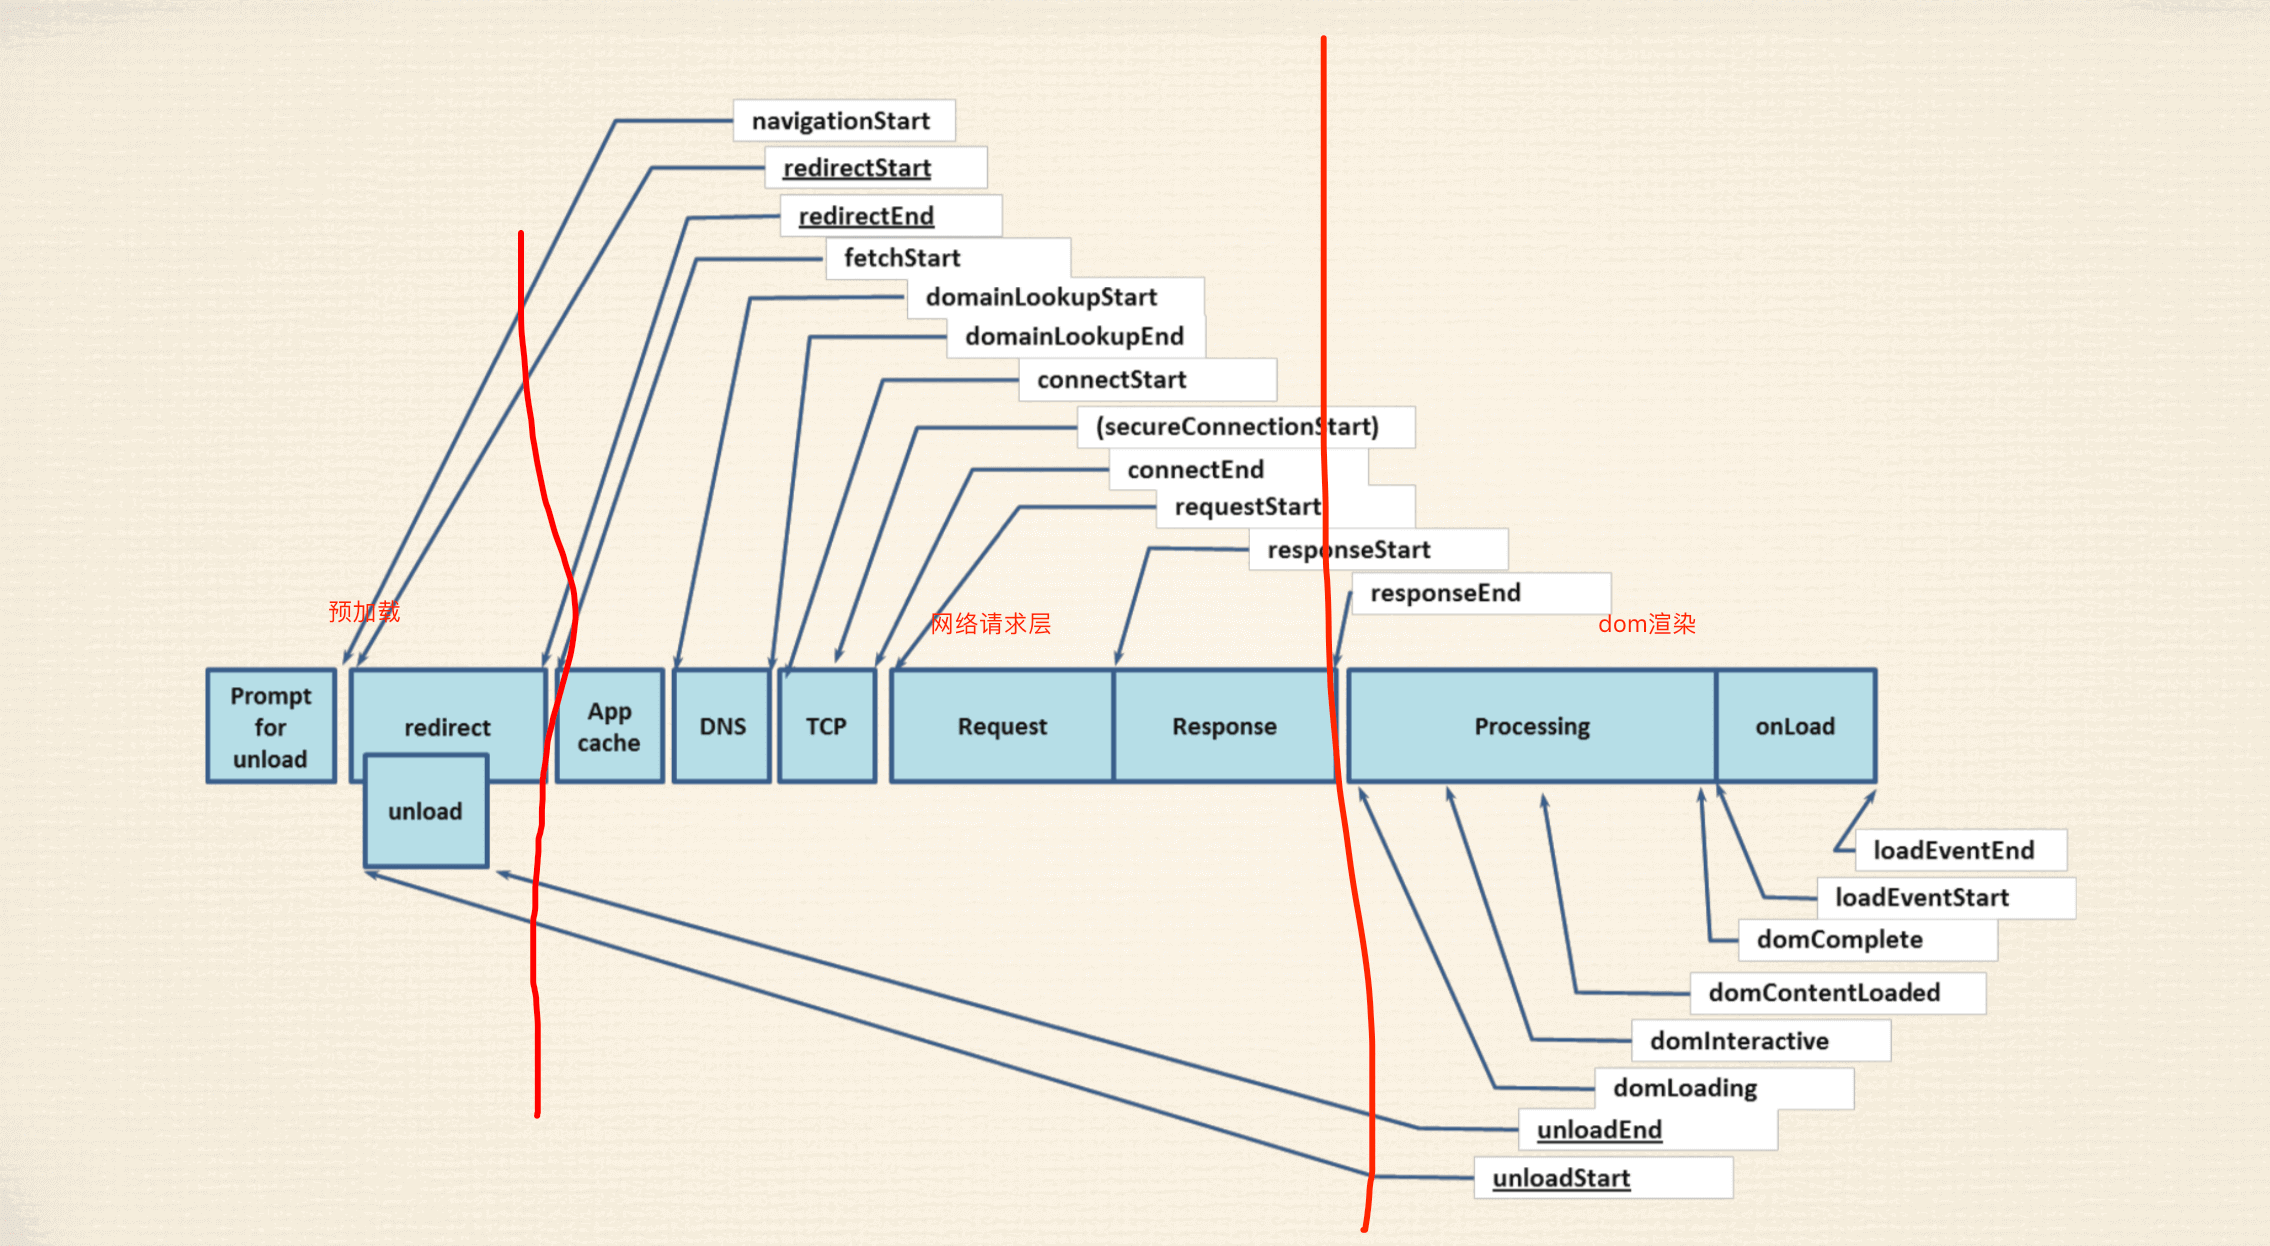 navigationStart
redirectStart
redirectEnd
fetchStart
domainLookupStart
domainLookupEnd
connectStart
(secureConnectionStart)
connectEnd
requestStart
responseStart
responseEnd
预加载
网络请求层
dom渲染
Prompt
for
unload
redirect
unload
App
cache
DNS
TCP
Request
Response
Processing
onLoad
loadEventEnd
loadEventStart
domComplete
domContentLoaded
domInteractive
domLoading
unloadEnd
unloadStart